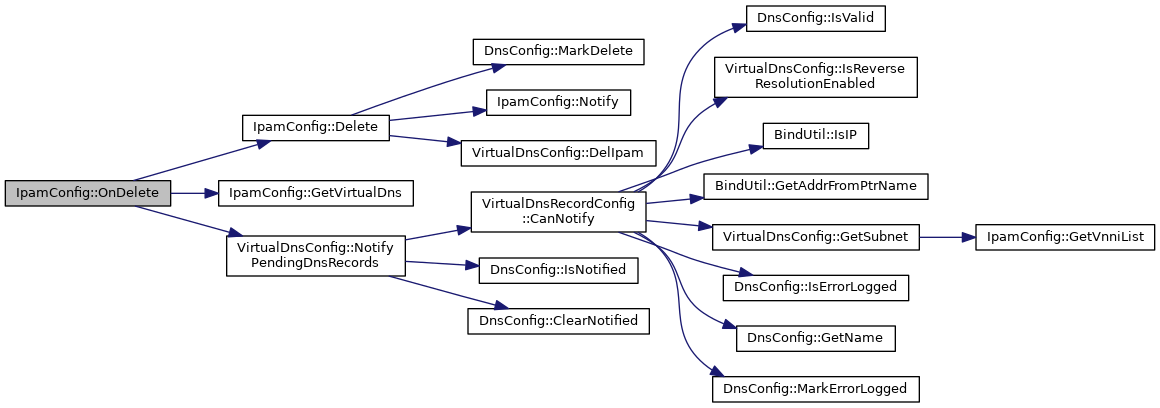 IpamConfig::OnDelete
IpamConfig::Delete
DnsConfig::MarkDelete
IpamConfig::Notify
VirtualDnsConfig::DelIpam
IpamConfig::GetVirtualDns
VirtualDnsConfig::Notify
PendingDnsRecords
VirtualDnsRecordConfig
::CanNotify
DnsConfig::IsValid
VirtualDnsConfig::IsReverse
ResolutionEnabled
BindUtil::IsIP
BindUtil::GetAddrFromPtrName
VirtualDnsConfig::GetSubnet
IpamConfig::GetVnniList
DnsConfig::IsErrorLogged
DnsConfig::GetName
DnsConfig::MarkErrorLogged
DnsConfig::IsNotified
DnsConfig::ClearNotified